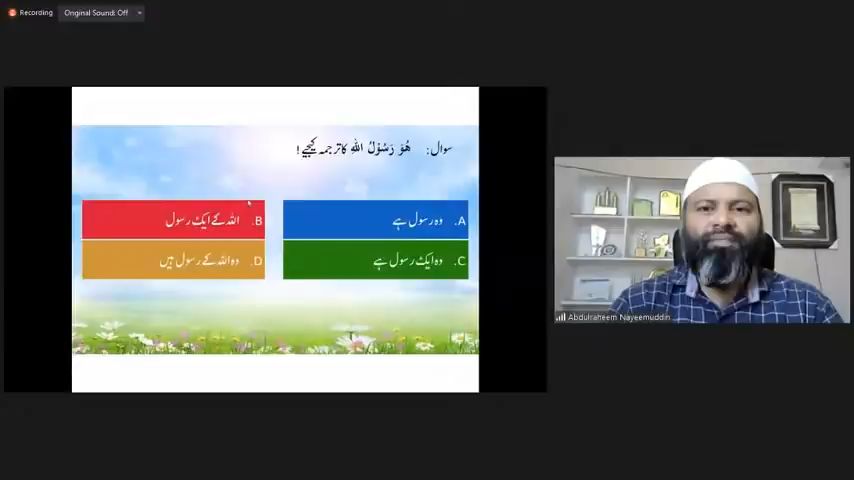 Recording
Original Sound: Off
سوال: هُوَ رَسُوْلُ اللهِ کا ترجمہ کیجیے!
A. وہ رسول ہے
B. اللہ کے ایک رسول
C. وہ ایک رسول ہے
D. وہ اللہ کے رسول ہیں
Abdulraheem Nayeemuddin